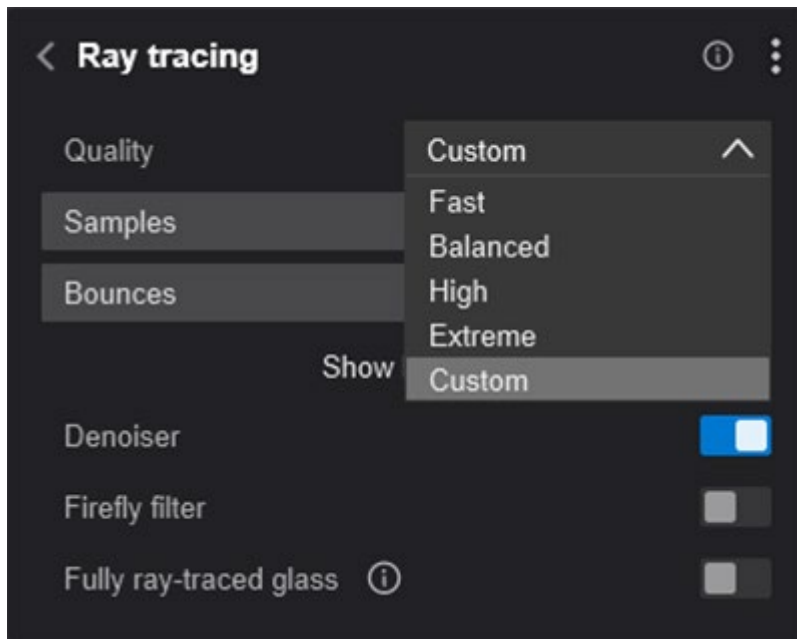 Ray tracing
Quality
Custom
Fast
Samples
Balanced
High
Bounces
Extreme
Show
Custom
Denoiser
Firefly filter
Fully ray-traced glass